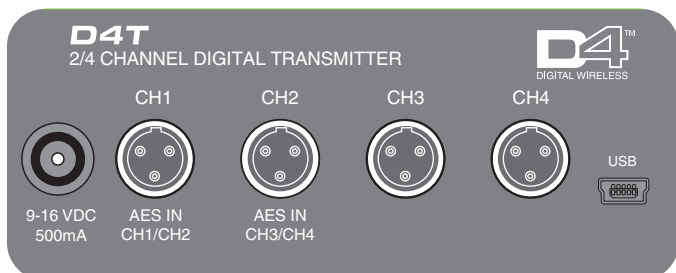 D4T
2/4 CHANNEL DIGITAL TRANSMITTER
D4™
DIGITAL WIRELESS
CH1
CH2
CH3
CH4
USB
9-16 VDC
500mA
AES IN
CH1/CH2
AES IN
CH3/CH4